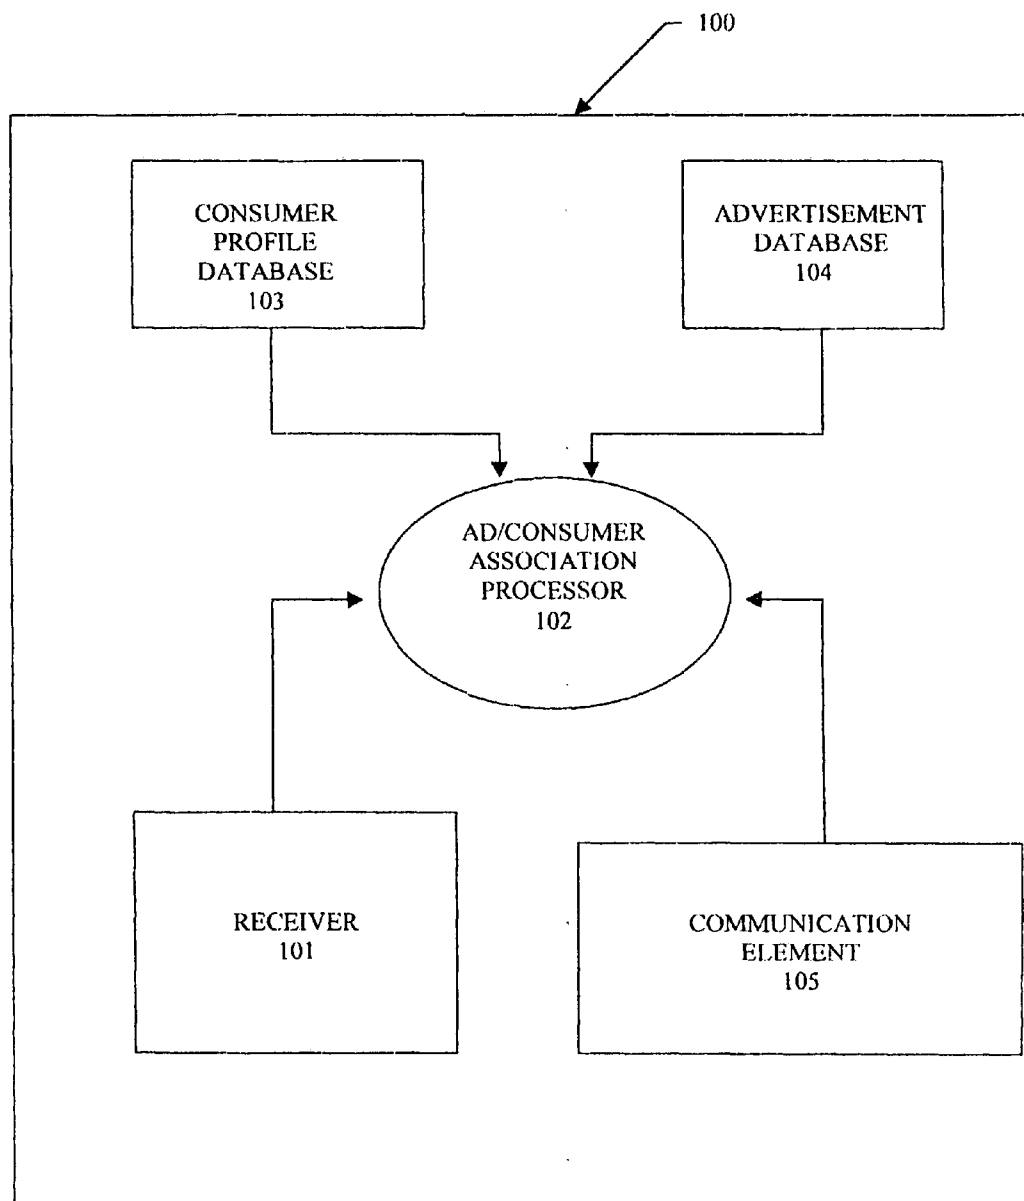 100
CONSUMER
PROFILE
DATABASE
103
ADVERTISEMENT
DATABASE
104
AD/CONSUMER
ASSOCIATION
PROCESSOR
102
RECEIVER
101
COMMUNICATION
ELEMENT
105